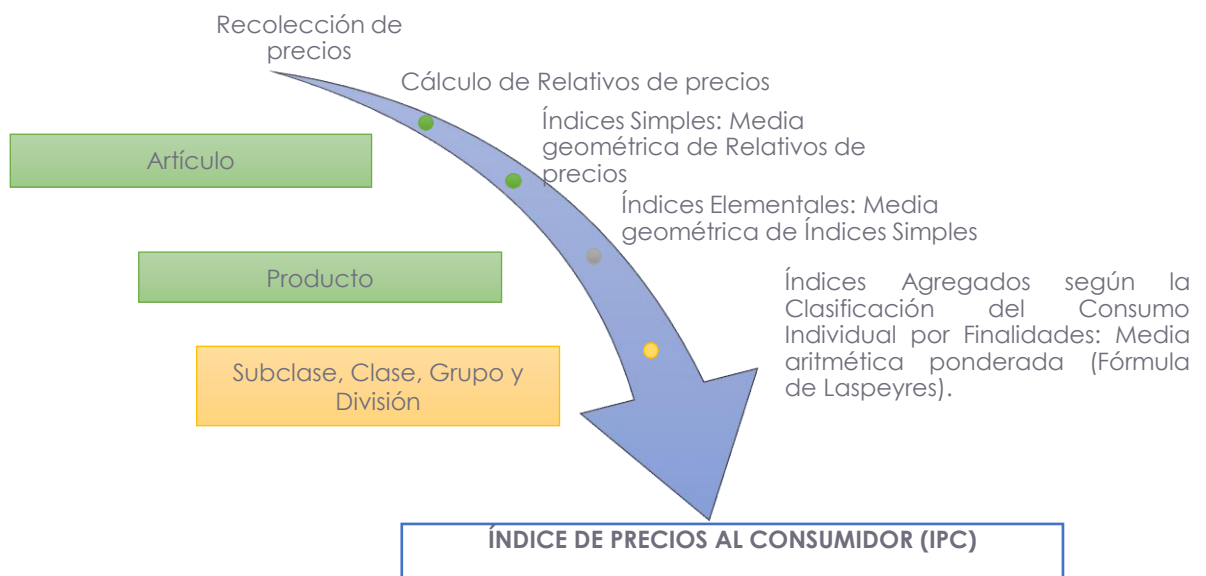 Recolección de
precios
Cálculo de Relativos de precios
Índices Simples: Media
geométrica de Relativos de
precios
Artículo
Índices Elementales: Media
geométrica de Índices Simples
Producto
Índices Agregados según la
Clasificación del Consumo
Individual por Finalidades: Media
aritmética ponderada (Fórmula
de Laspeyres).
Subclase, Clase, Grupo y
División
ÍNDICE DE PRECIOS AL CONSUMIDOR (IPC)